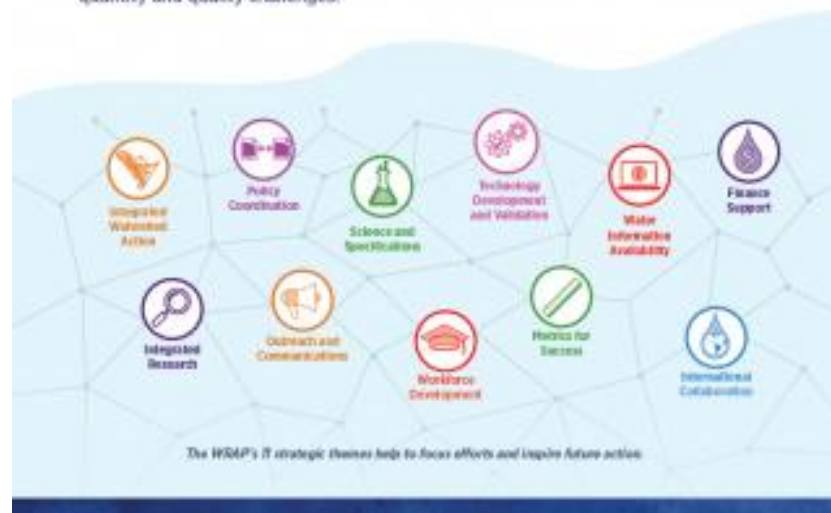 quantity and quality challenges.
Integrated
Watershed
Action
Policy
Coordination
Science and
Specifications
Technology
Development
and Validation
Water
Information
Availability
Finance
Support
Integrated
Research
Outreach and
Communications
Workforce
Development
Metrics for
Success
International
Collaboration
The WRAP's 11 strategic themes help to focus efforts and inspire future action.